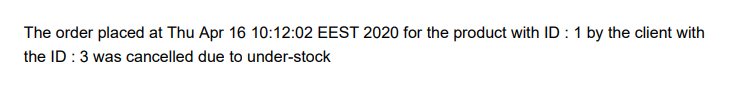 The order placed at Thu Apr 16 10:12:02 EEST 2020 for the product with ID : 1 by the client with
the ID : 3 was cancelled due to under-stock